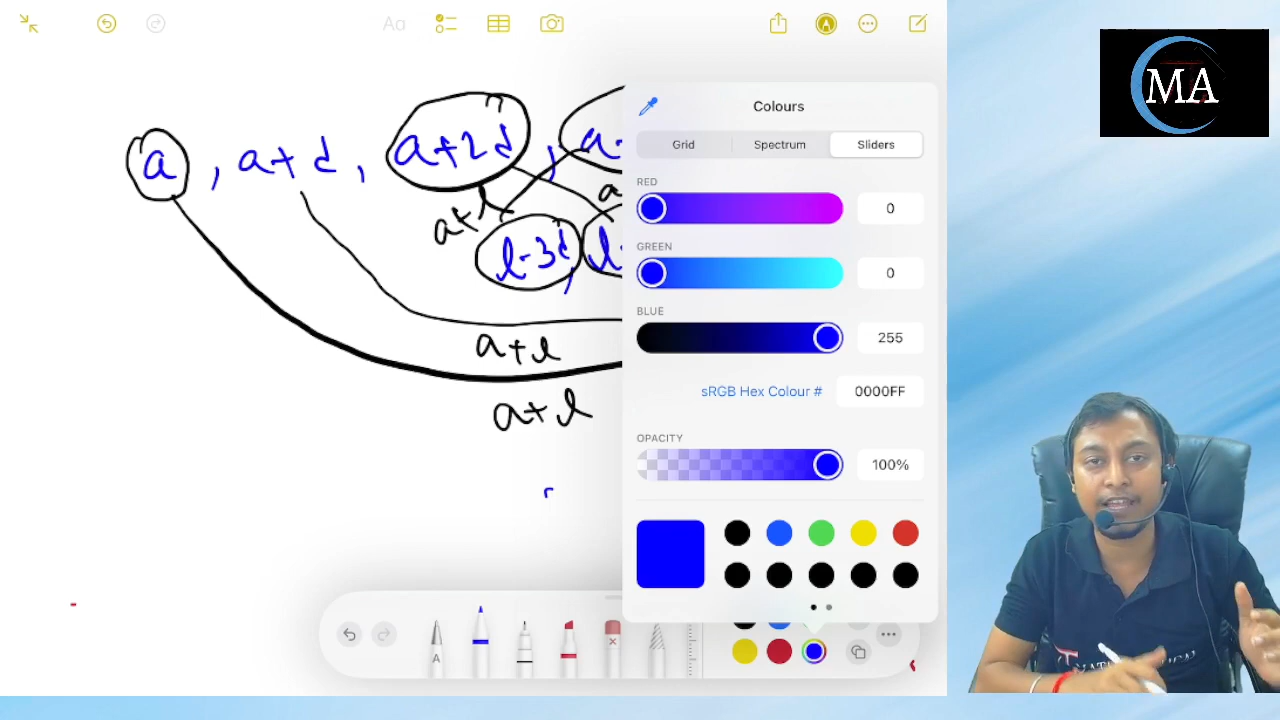 Aa
MA
Colours
Grid Spectrum Sliders
a , a+d , a+2d , a-
RED
0
a+l a
GREEN
l-3d, l-
0
BLUE
255
a+l
sRGB Hex Colour # 0000FF
a+l
OPACITY
100%
A